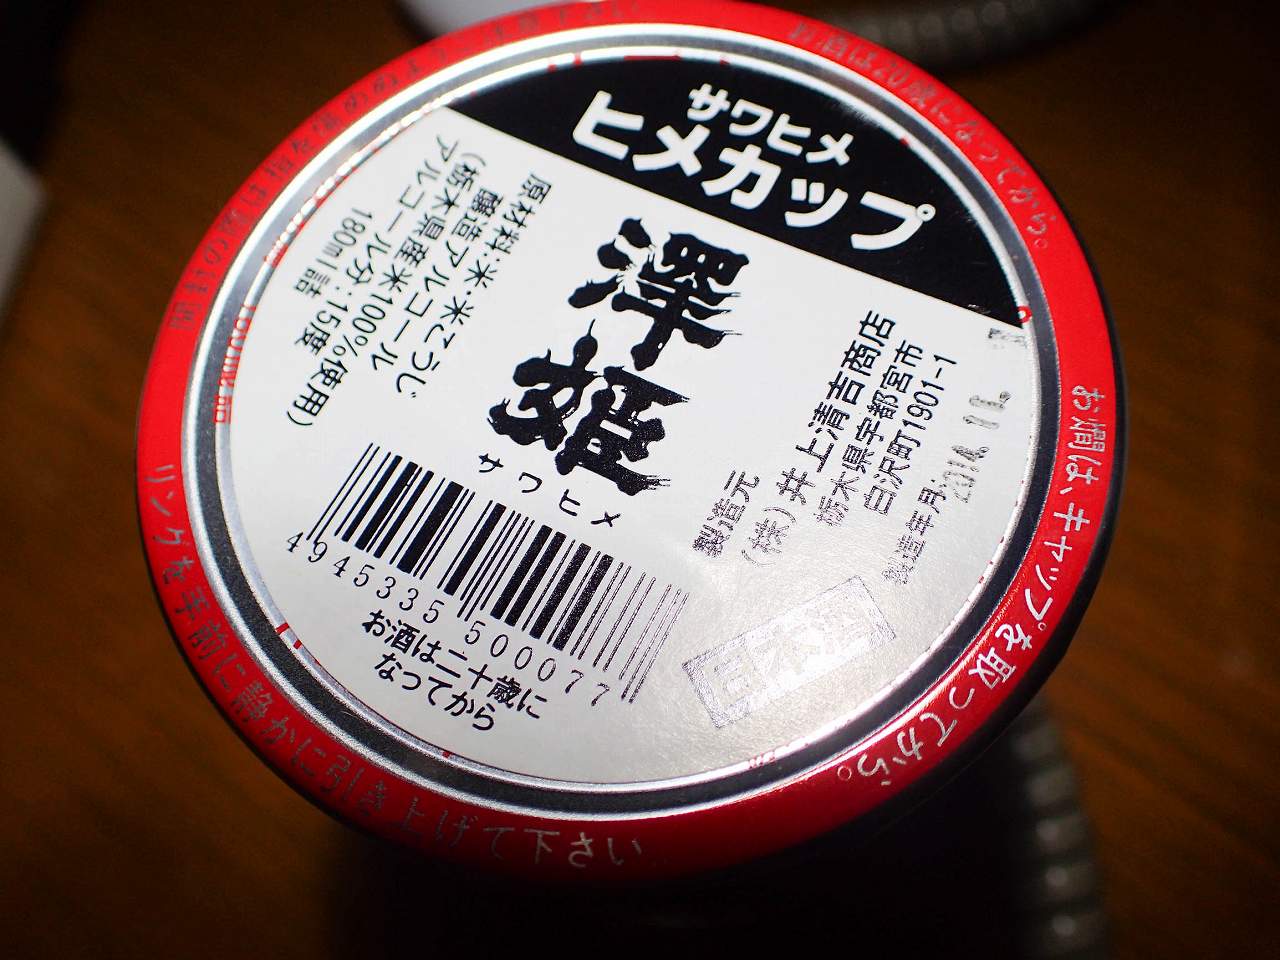 サワヒメ
ヒメカップ
澤姫
サワヒメ
原材料:米・米こうじ
醸造アルコール
(栃木県産米100%使用)
アルコール分:15度
180ml詰
製造元
(株)井上清吉商店
栃木県宇都宮市
白沢町1901-1
製造年月
2014.11.
日本酒
4945335500077
お酒は二十歳に
なってから
お酒は20歳になってから。
お燗は、キャップを取ってから。
リングを手前に静かに引き上げて下さい